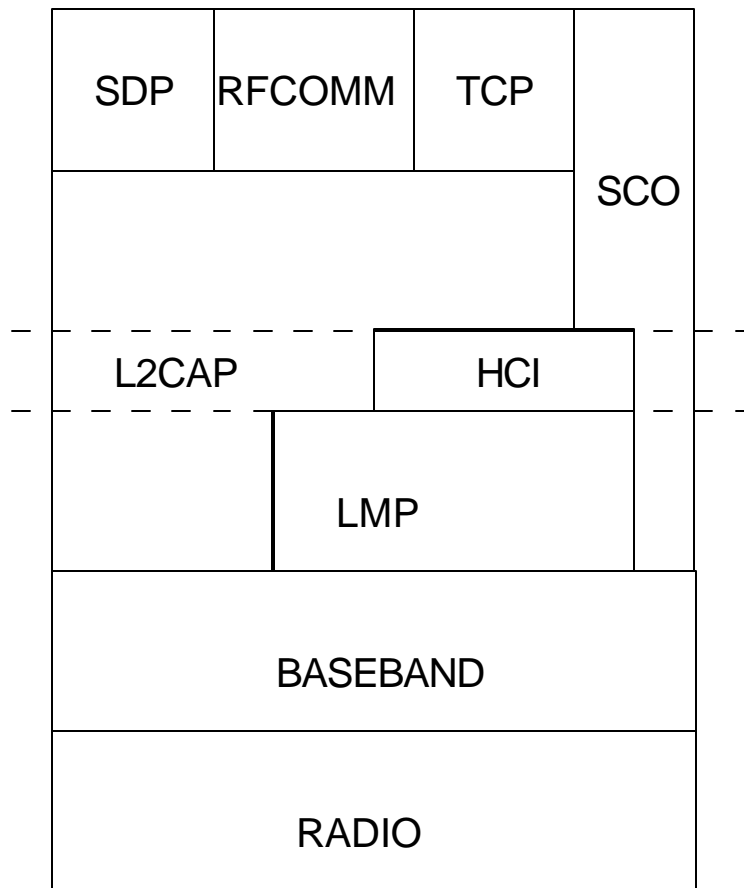 SDP RFCOMM TCP
SCO
L2CAP HCI
LMP
BASEBAND
RADIO